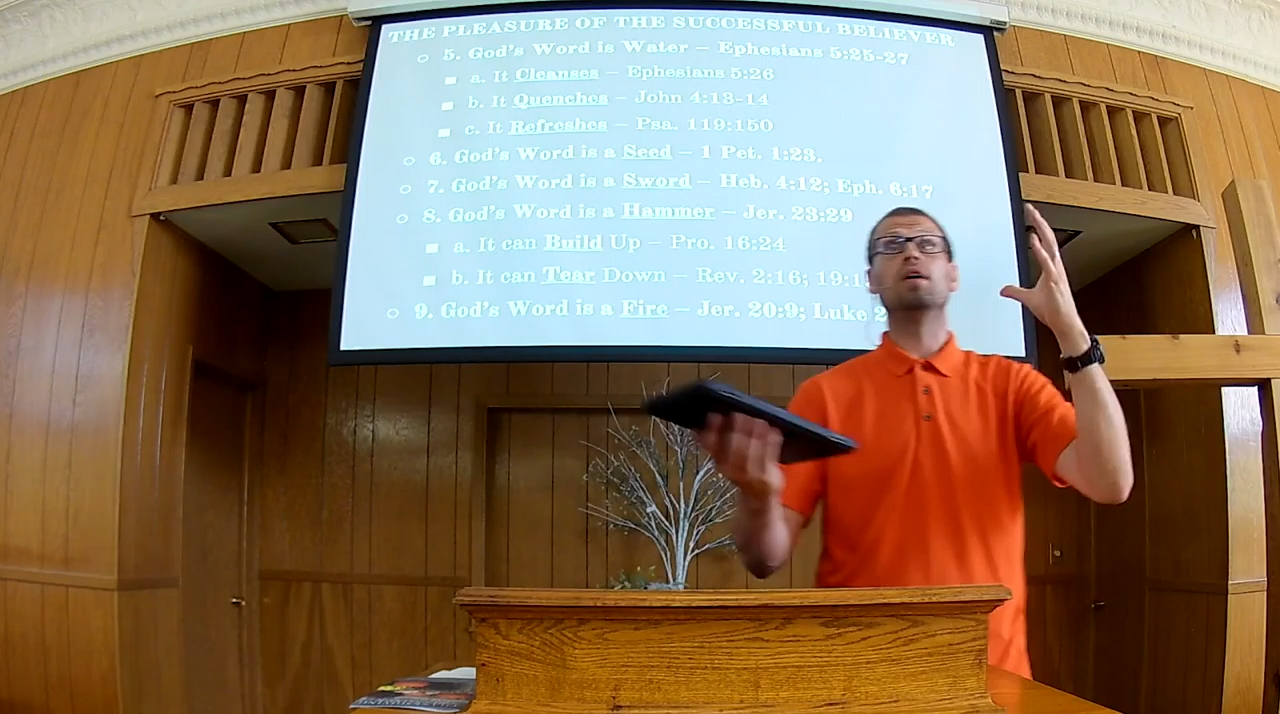 THE PLEASURE OF THE SUCCESSFUL BELIEVER
5. God's Word is Water – Ephesians 5:25-27
a. It Cleanses – Ephesians 5:26
b. It Quenches – John 4:13-14
c. It Refreshes – Psa. 119:150
6. God's Word is a Seed – 1 Pet. 1:23.
7. God's Word is a Sword – Heb. 4:12; Eph. 6:17
8. God's Word is a Hammer – Jer. 23:29
a. It can Build Up – Pro. 16:24
b. It can Tear Down – Rev. 2:16; 19:1
9. God's Word is a Fire – Jer. 20:9; Luke 2